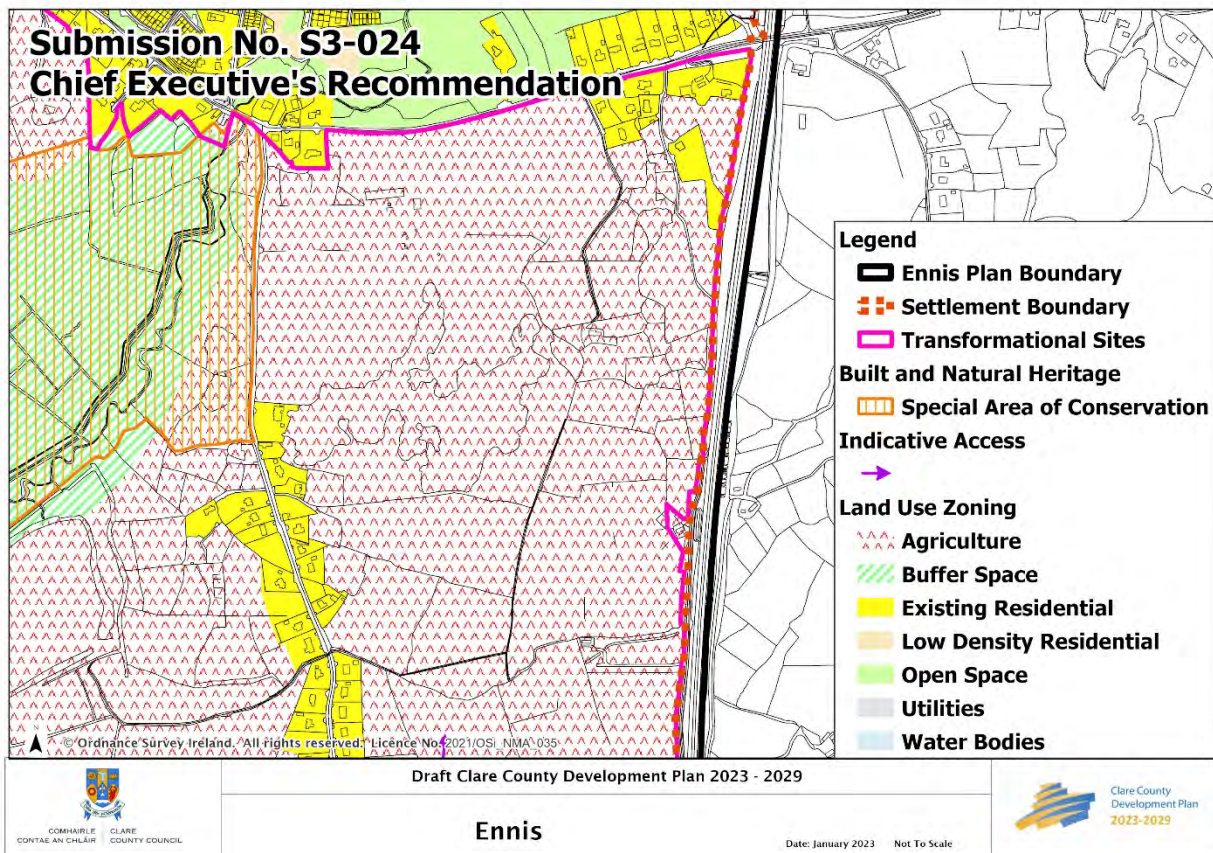 Submission No. S3-024
Chief Executive's Recommendation
Legend
Ennis Plan Boundary
Settlement Boundary
Transformational Sites
Built and Natural Heritage
Special Area of Conservation
Indicative Access
Land Use Zoning
Agriculture
Buffer Space
Existing Residential
Low Density Residential
Open Space
Utilities
Water Bodies
© Ordnance Survey Ireland. All rights reserved. Licence No. 2021/OSi_NMA_035
COMHAIRLE CONTAE AN CHLÁIR
CLARE COUNTY COUNCIL
Draft Clare County Development Plan 2023 - 2029
Ennis
Date: January 2023 Not To Scale
Clare County
Development Plan
2023-2029